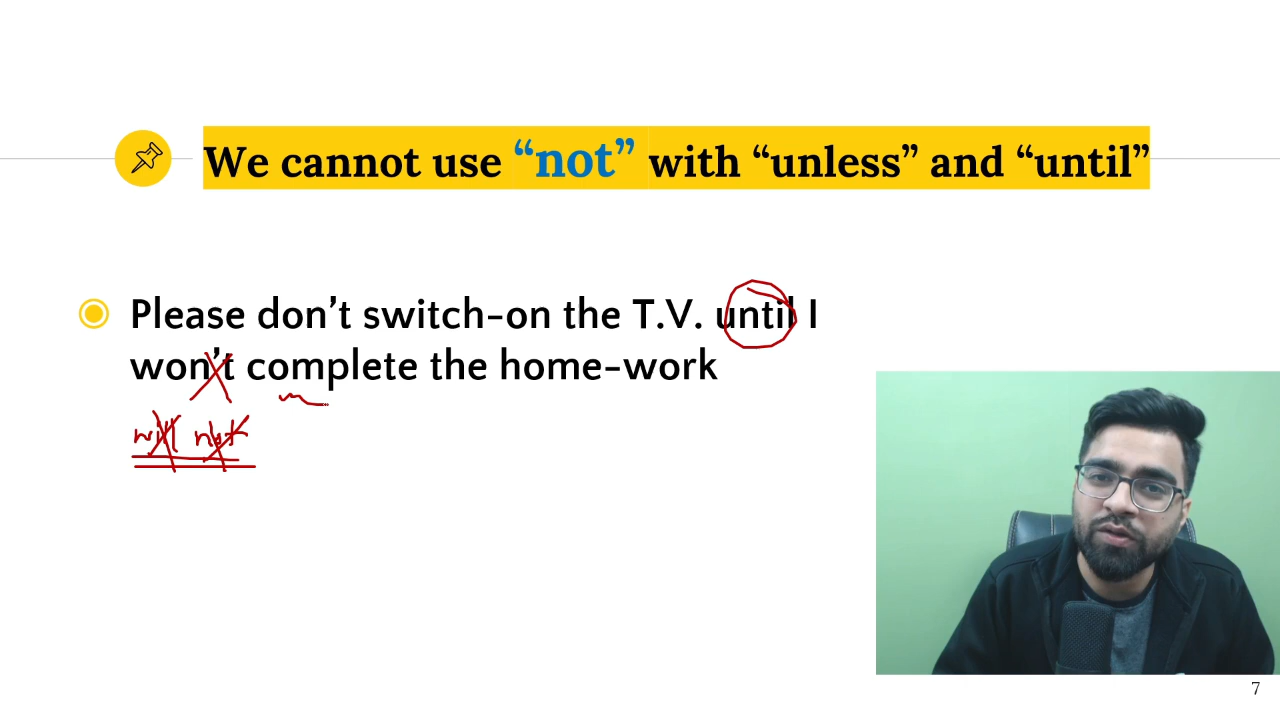 We cannot use “not” with “unless” and “until”
Please don’t switch-on the T.V. until I
won’t complete the home-work
will not
7